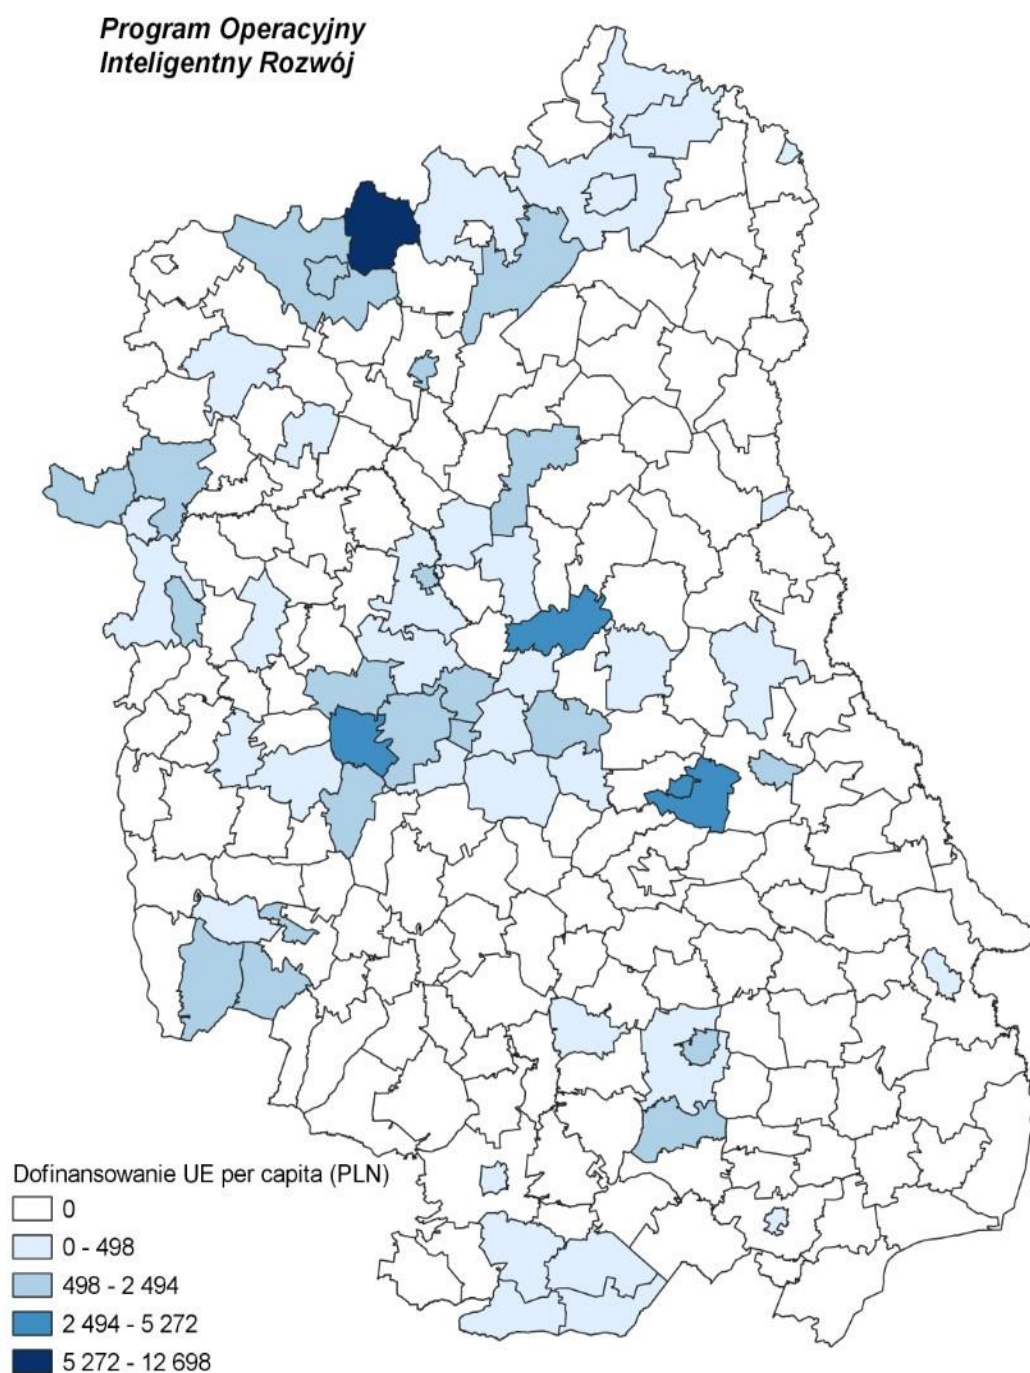 Program Operacyjny
Inteligentny Rozwój
Dofinansowanie UE per capita (PLN)
0
0 - 498
498 - 2 494
2 494 - 5 272
5 272 - 12 698